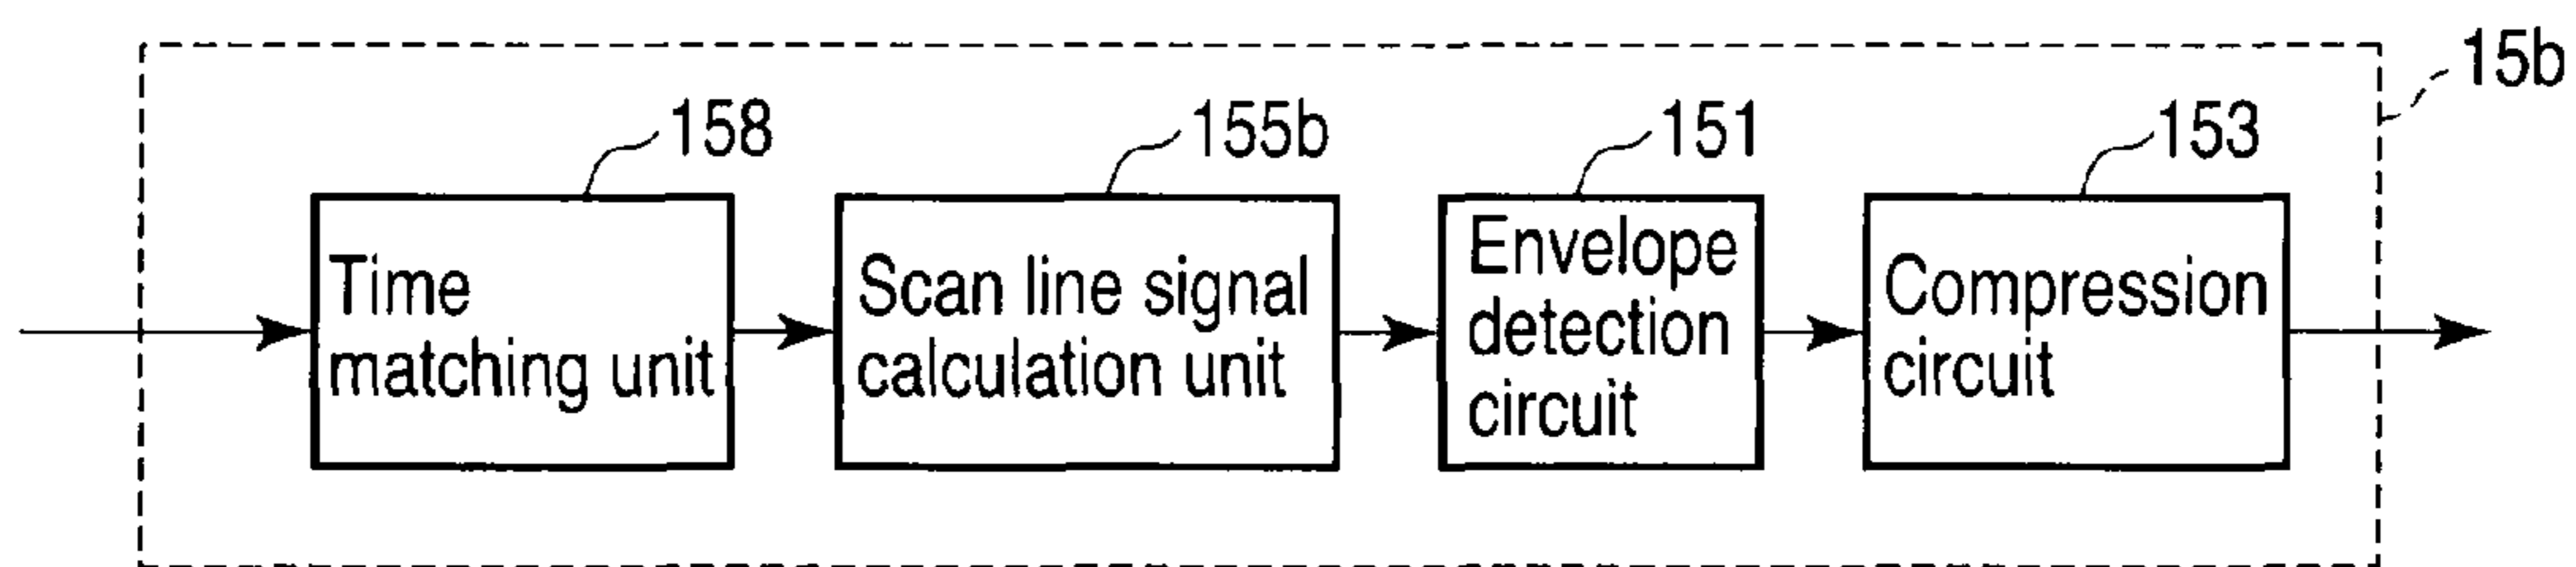 15b
158
155b
151
153
Time
matching unit
Scan line signal
calculation unit
Envelope
detection
circuit
Compression
circuit